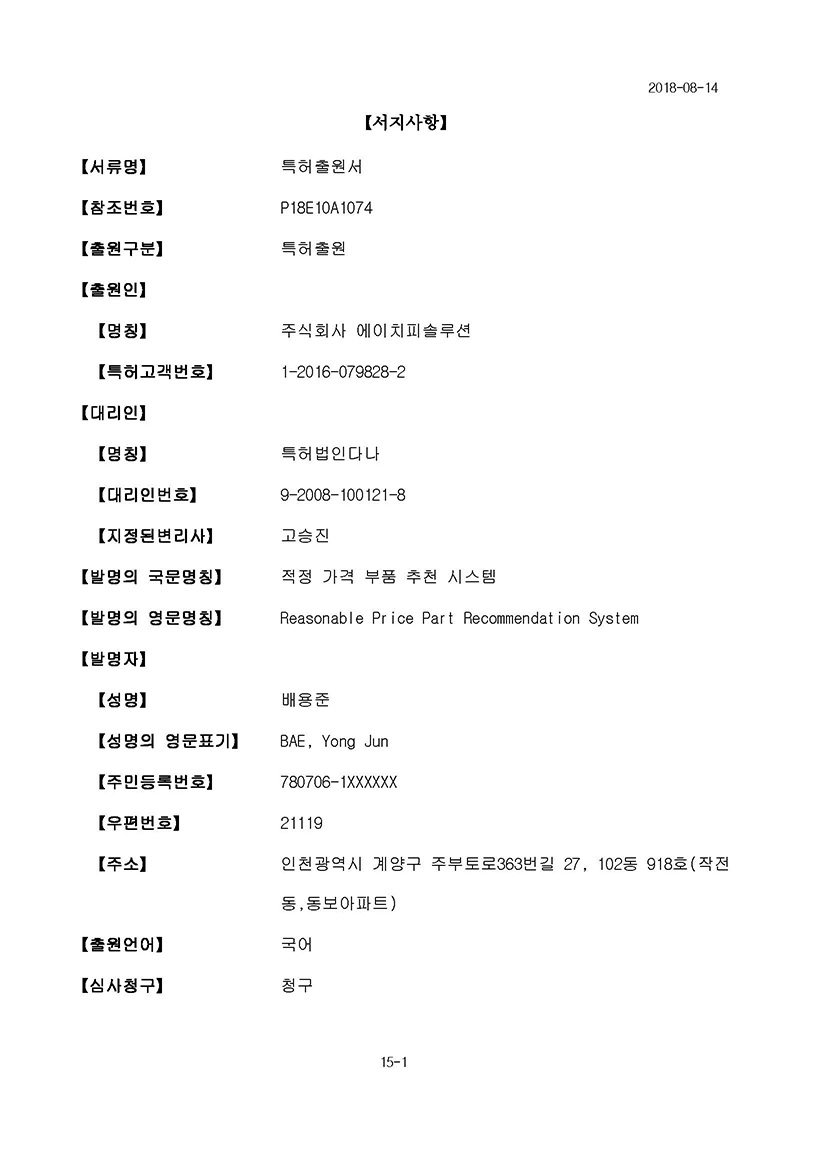 2018-08-14
【서지사항】
【서류명】 특허출원서
【참조번호】 P18E10A1074
【출원구분】 특허출원
【출원인】
【명칭】 주식회사 에이치피솔루션
【특허고객번호】 1-2016-079828-2
【대리인】
【명칭】 특허법인다나
【대리인번호】 9-2008-100121-8
【지정된변리사】 고승진
【발명의 국문명칭】 적정 가격 부품 추천 시스템
【발명의 영문명칭】 Reasonable Price Part Recommendation System
【발명자】
【성명】 배용준
【성명의 영문표기】 BAE, Yong Jun
【주민등록번호】 780706-1XXXXXX
【우편번호】 21119
【주소】 인천광역시 계양구 주부토로363번길 27, 102동 918호(작전
동,동보아파트)
【출원언어】 국어
【심사청구】 청구
15-1